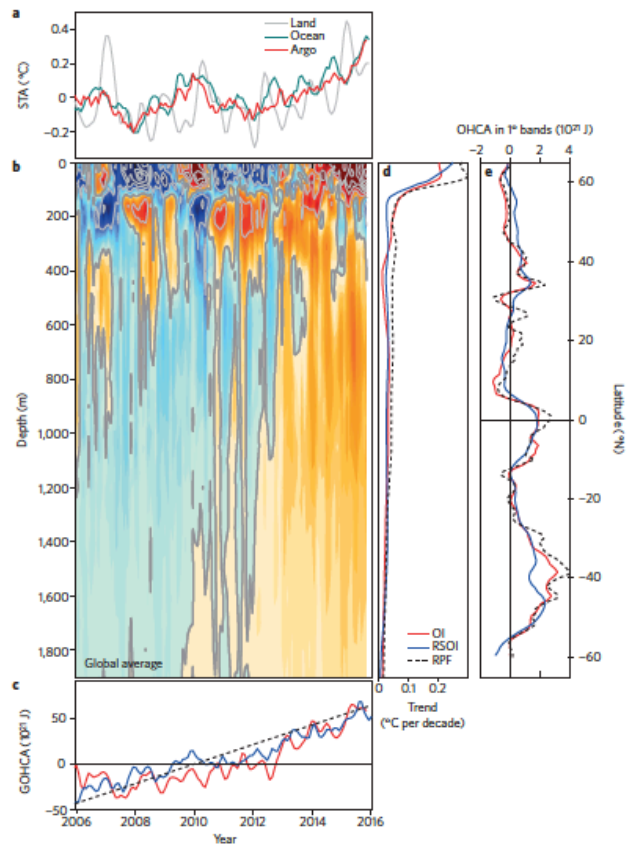 a
0.4
0.2
0
−0.2
STA (°C)
Land
Ocean
Argo
OHCA in 1° bands (10²¹ J)
−2 0 2 4
b
0
200
400
600
800
1,000
1,200
1,400
1,600
1,800
Depth (m)
Global average
d
OI
RSOI
RPF
0 0.1 0.2
Trend
(°C per decade)
e
60
40
20
0
−20
−40
−60
Latitude (°N)
c
50
0
−50
GOHCA (10²¹ J)
2006 2008 2010 2012 2014 2016
Year